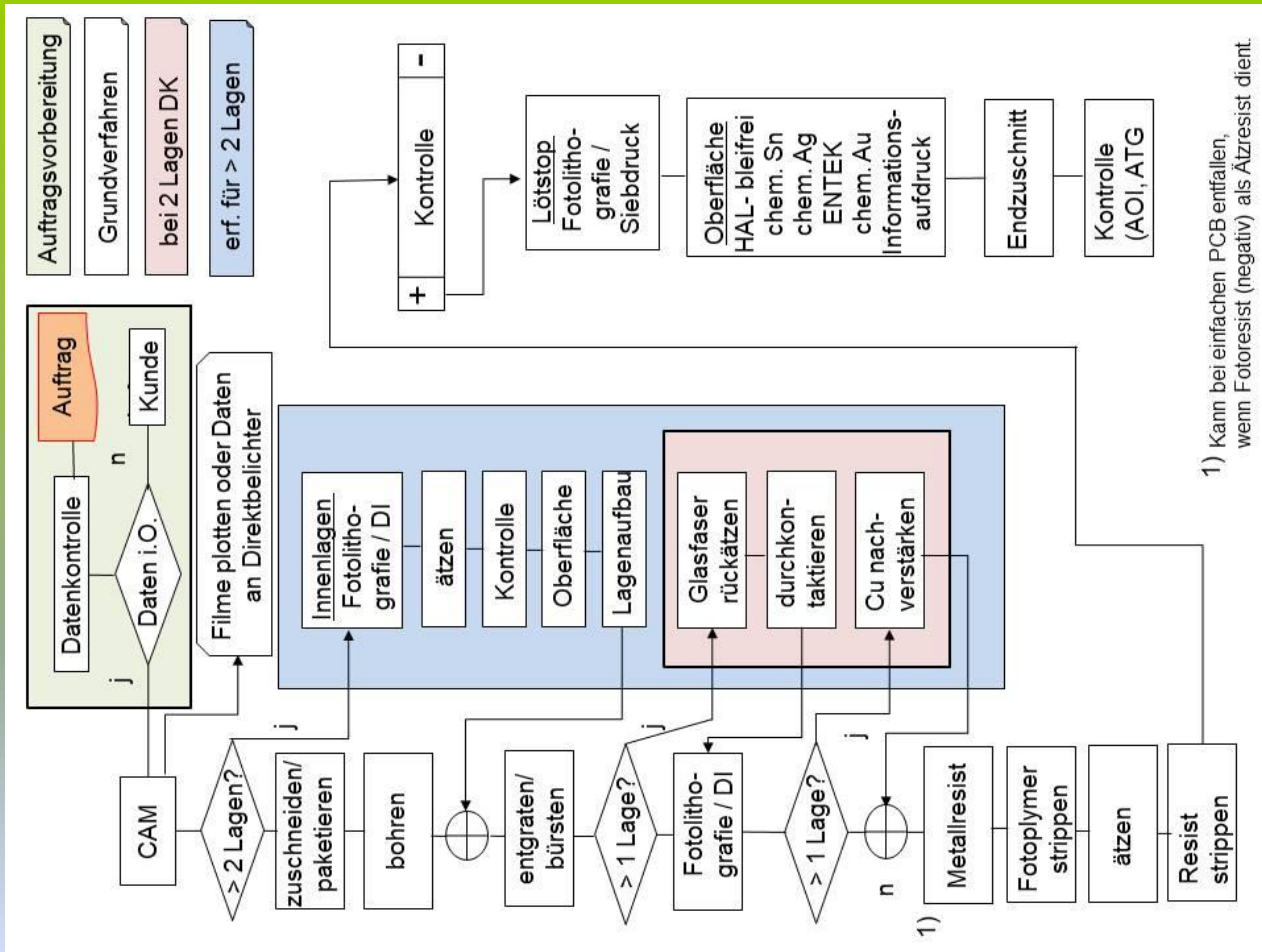 Auftragsvorbereitung
Grundverfahren
bei 2 Lagen DK
erf. für > 2 Lagen
Auftrag
Datenkontrolle
Daten i.O.
n
Kunde
j
CAM
Filme plotten oder Daten
an Direktbelichter
> 2 Lagen?
j
zuschneiden/
paketieren
bohren
Innenlagen
Fotolitho-
grafie / DI
ätzen
Kontrolle
Oberfläche
Lagenaufbau
entgraten/
bürsten
> 1 Lage?
j
Glasfaser
rückätzen
durchkon-
taktieren
Fotolitho-
grafie / DI
> 1 Lage?
j
Cu nach-
verstärken
n
1)
Metallresist
Fotoplymer
strippen
ätzen
Resist
strippen
+
Kontrolle
-
Lötstop
Fotolitho-
grafie /
Siebdruck
Oberfläche
HAL- bleifrei
chem. Sn
chem. Ag
ENTEK
chem. Au
Informations-
aufdruck
Endzuschnitt
Kontrolle
(AOI, ATG)
1) Kann bei einfachen PCB entfallen,
wenn Fotoresist (negativ) als Ätzresist dient.